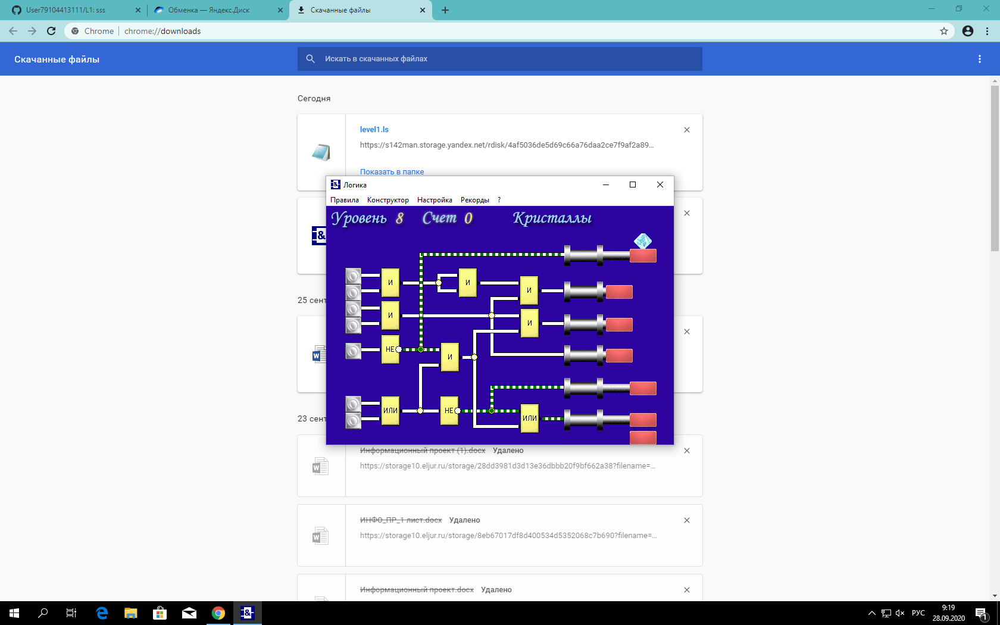 User79104413111/L1: sss
Обменка — Яндекс.Диск
Скачанные файлы
Chrome
chrome://downloads
Скачанные файлы
Искать в скачанных файлах
Сегодня
level1.ls
https://s142man.storage.yandex.net/rdisk/4af5036de5d69c66a76daa2ce7f9af2a89…
Показать в папке
Логика
Правила Конструктор Настройка Рекорды ?
Уровень 8 Счет 0 Кристаллы
И
И
И
И
И
НЕ
И
ИЛИ
НЕ
ИЛИ
&
25 сент
W
23 сент
Информационный проект (1).docx Удалено
https://storage10.eljur.ru/storage/28dd3981d3d13e36dbbb20f9bf662a38?filename=…
ИНФО_ПР_1 лист.docx Удалено
https://storage10.eljur.ru/storage/8eb67017df8d400534d5352068c7b690?filename=…
Информационный проект.docx Удалено
РУС
9:19
28.09.2020
1